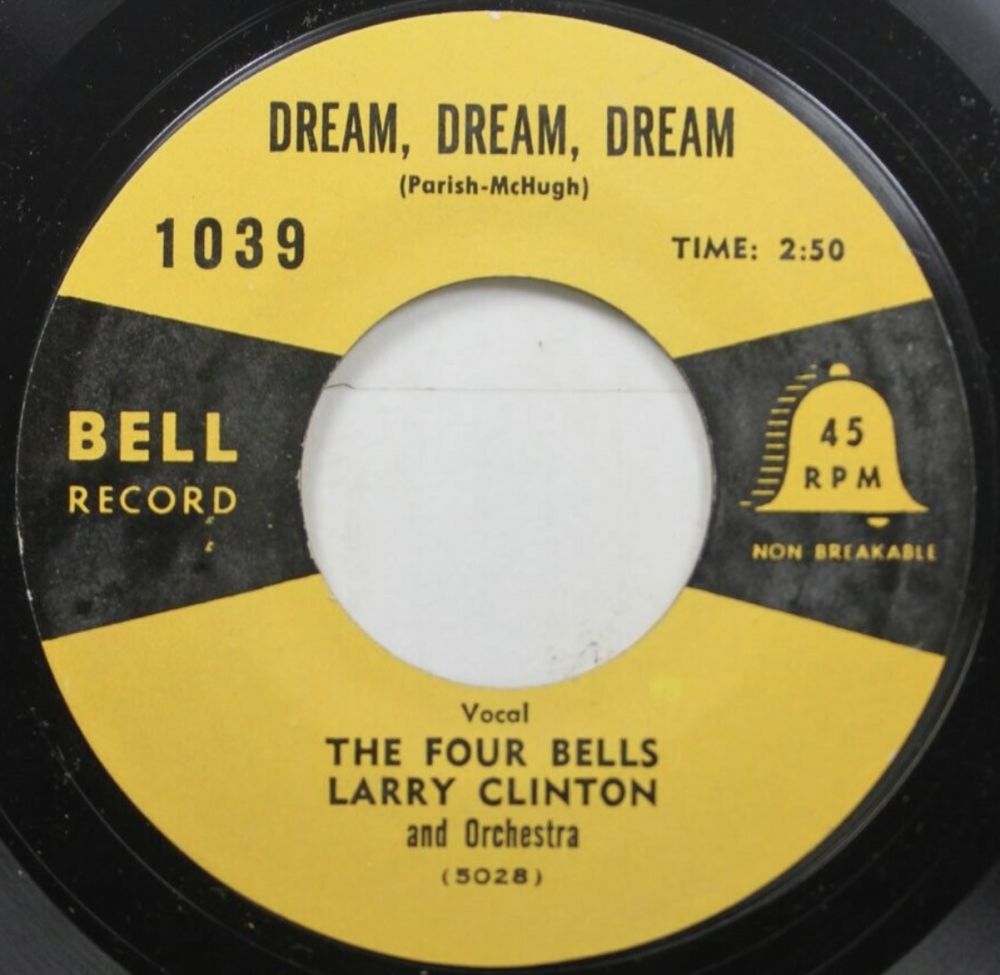 DREAM, DREAM, DREAM
(Parish-McHugh)
1039
TIME: 2:50
BELL
RECORD
45
RPM
NON BREAKABLE
Vocal
THE FOUR BELLS
LARRY CLINTON
and Orchestra
(5028)